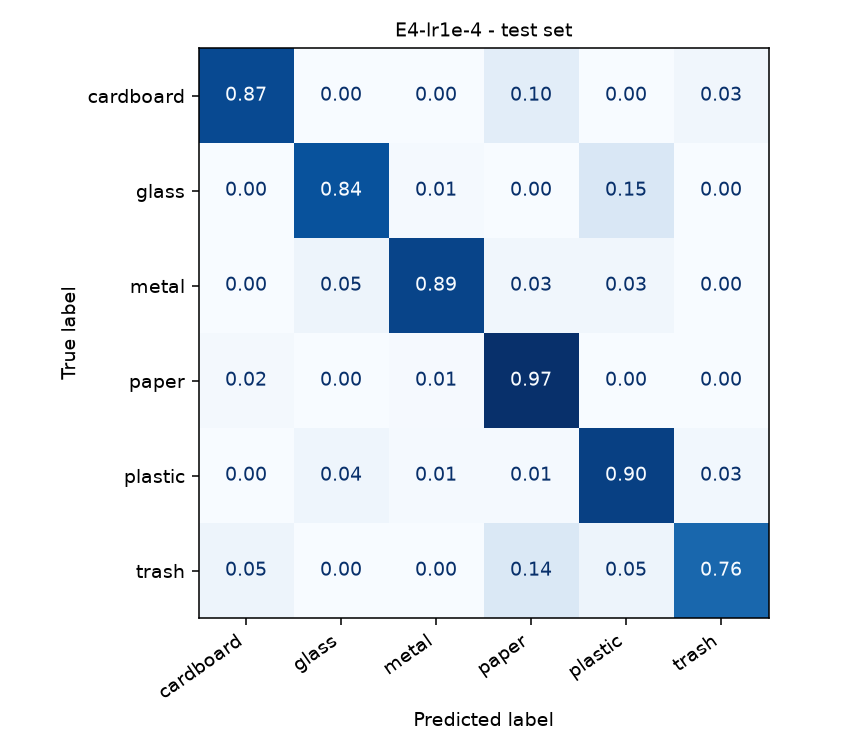 E4-lr1e-4 - test set
cardboard 0.87 0.00 0.00 0.10 0.00 0.03
glass 0.00 0.84 0.01 0.00 0.15 0.00
metal 0.00 0.05 0.89 0.03 0.03 0.00
True label
paper 0.02 0.00 0.01 0.97 0.00 0.00
plastic 0.00 0.04 0.01 0.01 0.90 0.03
trash 0.05 0.00 0.00 0.14 0.05 0.76
cardboard glass metal paper plastic trash
Predicted label